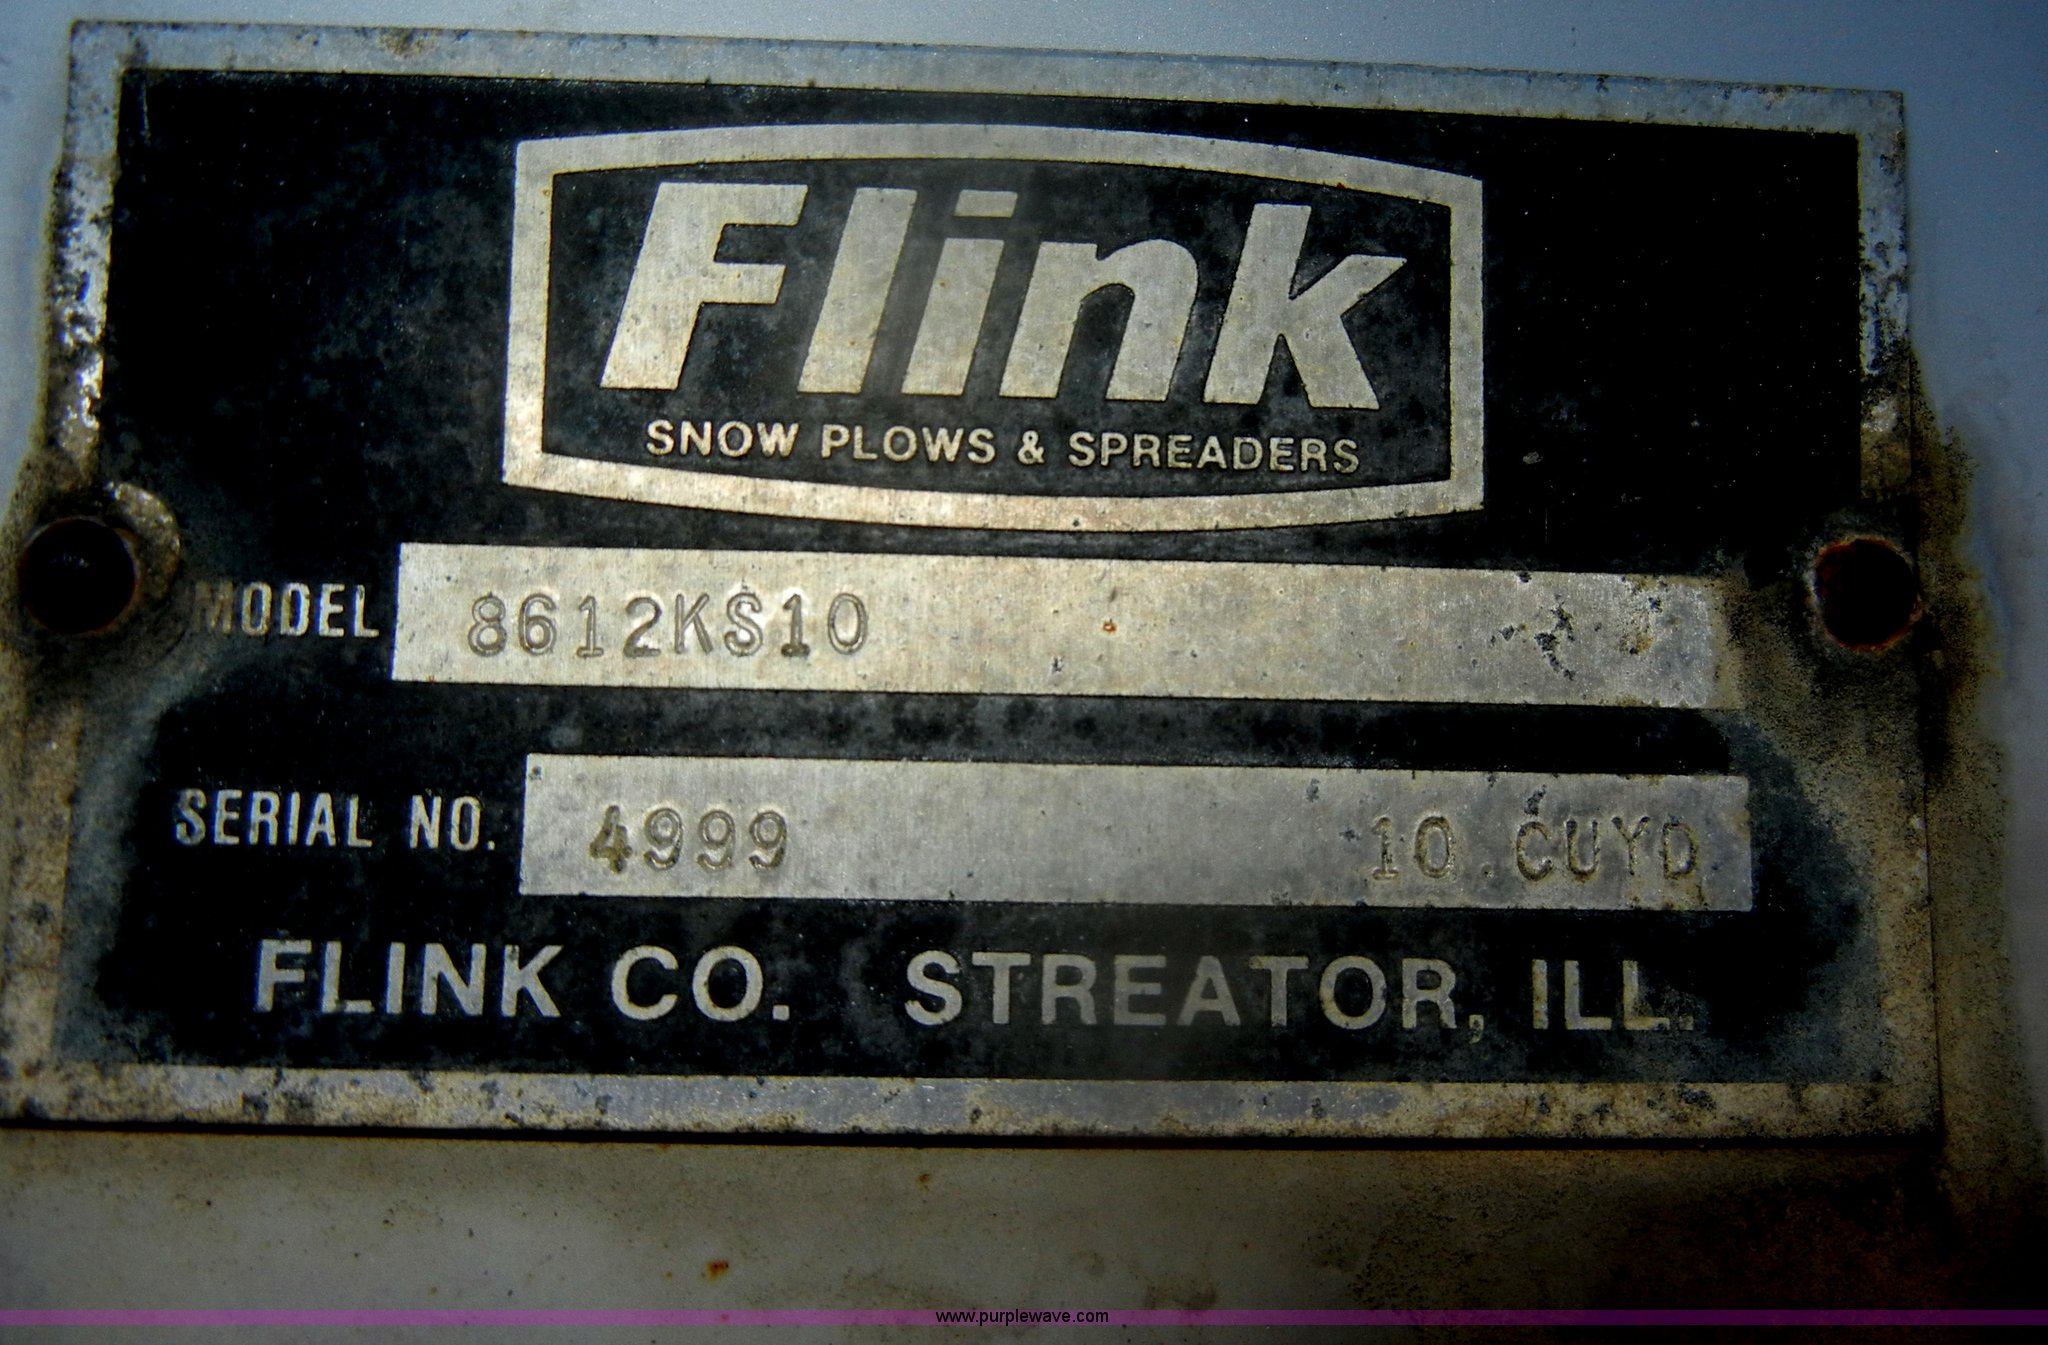 Flink
SNOW PLOWS & SPREADERS
MODEL 8612KS10
SERIAL NO. 4999 10 CUYD
FLINK CO. STREATOR, ILL.
www.purplewave.com